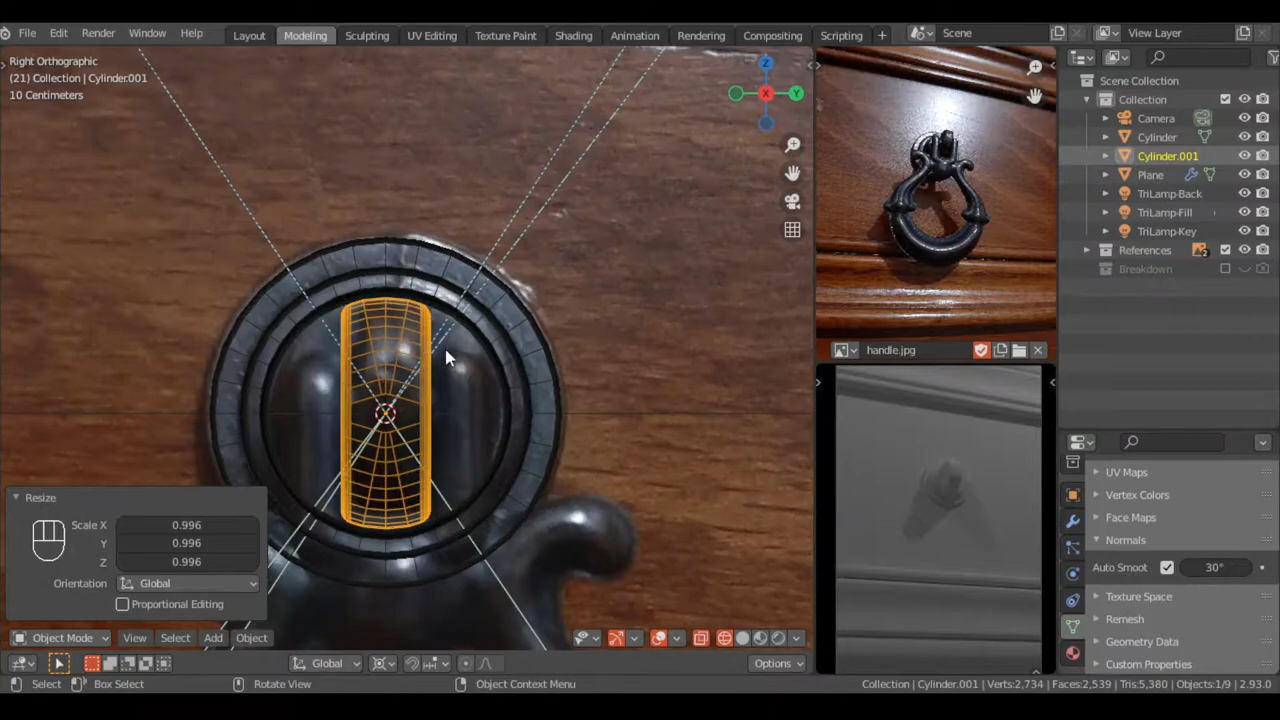 File Edit Render Window Help Layout Modeling Sculpting UV Editing Texture Paint Shading Animation Rendering Compositing Scripting + Scene View Layer
Right Orthographic
(21) Collection | Cylinder.001
10 Centimeters
Z
X
Y
Scene Collection
Collection
Camera
Cylinder
Cylinder.001
Plane
TriLamp-Back
TriLamp-Fill
TriLamp-Key
References
Breakdown
handle.jpg
UV Maps
Vertex Colors
Face Maps
Normals
Auto Smoot 30°
Texture Space
Remesh
Geometry Data
Custom Properties
Resize
Scale X 0.996
Y 0.996
Z 0.996
Orientation Global
Proportional Editing
Object Mode View Select Add Object
Global Options
Select Box Select Rotate View Object Context Menu Collection | Cylinder.001 | Verts:2,734 | Faces:2,539 | Tris:5,380 | Objects:1/9 | 2.93.0